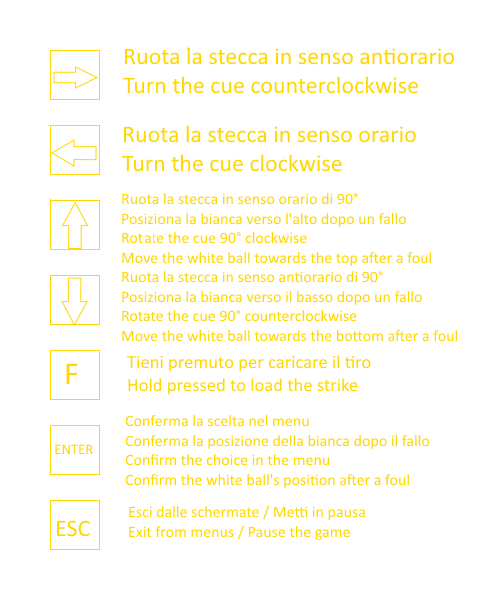 Ruota la stecca in senso antiorario
Turn the cue counterclockwise
Ruota la stecca in senso orario
Turn the cue clockwise
Ruota la stecca in senso orario di 90°
Posiziona la bianca verso l'alto dopo un fallo
Rotate the cue 90° clockwise
Move the white ball towards the top after a foul
Ruota la stecca in senso antiorario di 90°
Posiziona la bianca verso il basso dopo un fallo
Rotate the cue 90° counterclockwise
Move the white ball towards the bottom after a foul
F
Tieni premuto per caricare il tiro
Hold pressed to load the strike
ENTER
Conferma la scelta nel menu
Conferma la posizione della bianca dopo il fallo
Confirm the choice in the menu
Confirm the white ball's position after a foul
ESC
Esci dalle schermate / Metti in pausa
Exit from menus / Pause the game